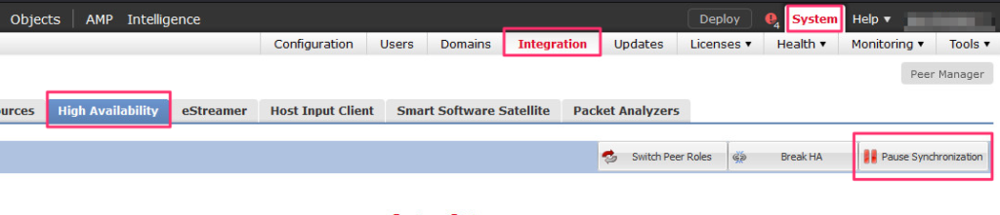 Objects AMP Intelligence Deploy 4 System Help ▼
Configuration Users Domains Integration Updates Licenses ▼ Health ▼ Monitoring ▼ Tools ▼
Peer Manager
urces High Availability eStreamer Host Input Client Smart Software Satellite Packet Analyzers
Switch Peer Roles Break HA Pause Synchronization